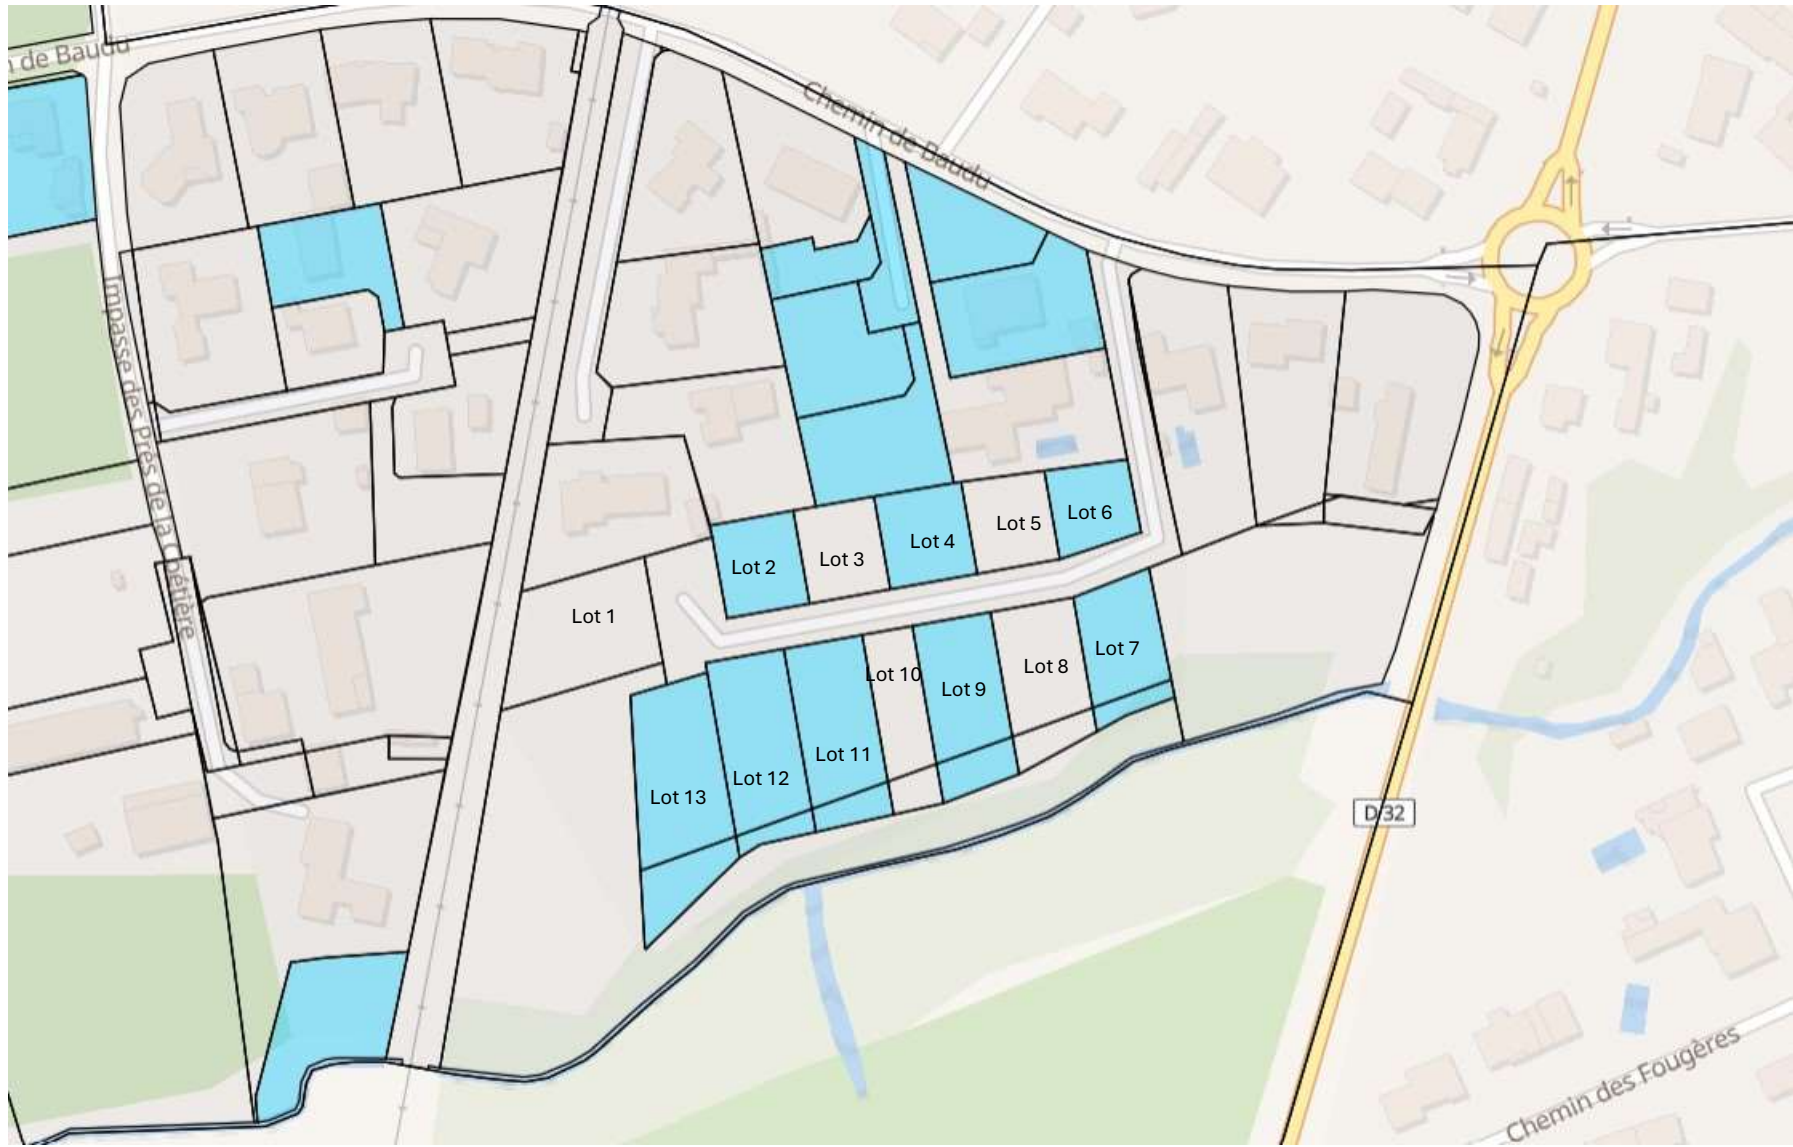 n de Baudu
Chemin de Baudu
Impasse des Prés de la Cpétière
Lot 6
Lot 5
Lot 4
Lot 3
Lot 2
Lot 1
Lot 7
Lot 8
Lot 10
Lot 9
Lot 11
Lot 12
Lot 13
D 32
Chemin des Fougères